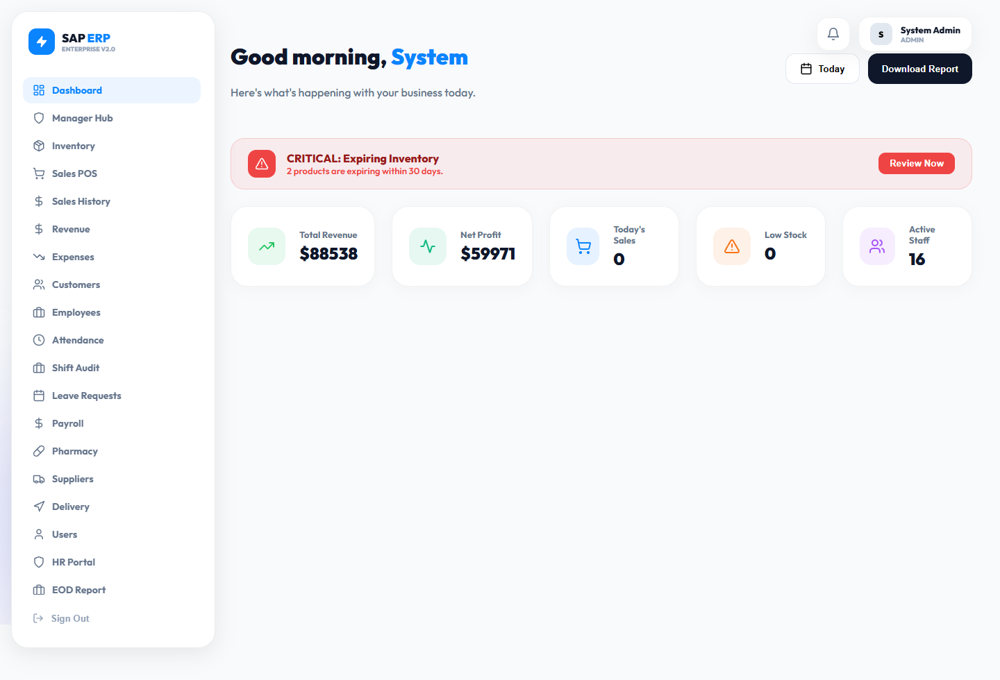 SAP ERP
ENTERPRISE V2.0
Dashboard
Manager Hub
Inventory
Sales POS
Sales History
Revenue
Expenses
Customers
Employees
Attendance
Shift Audit
Leave Requests
Payroll
Pharmacy
Suppliers
Delivery
Users
HR Portal
EOD Report
Sign Out
S
System Admin
ADMIN
Good morning, System
Here's what's happening with your business today.
Today
Download Report
CRITICAL: Expiring Inventory
2 products are expiring within 30 days.
Review Now
Total Revenue
$88538
Net Profit
$59971
Today's
Sales
0
Low Stock
0
Active
Staff
16